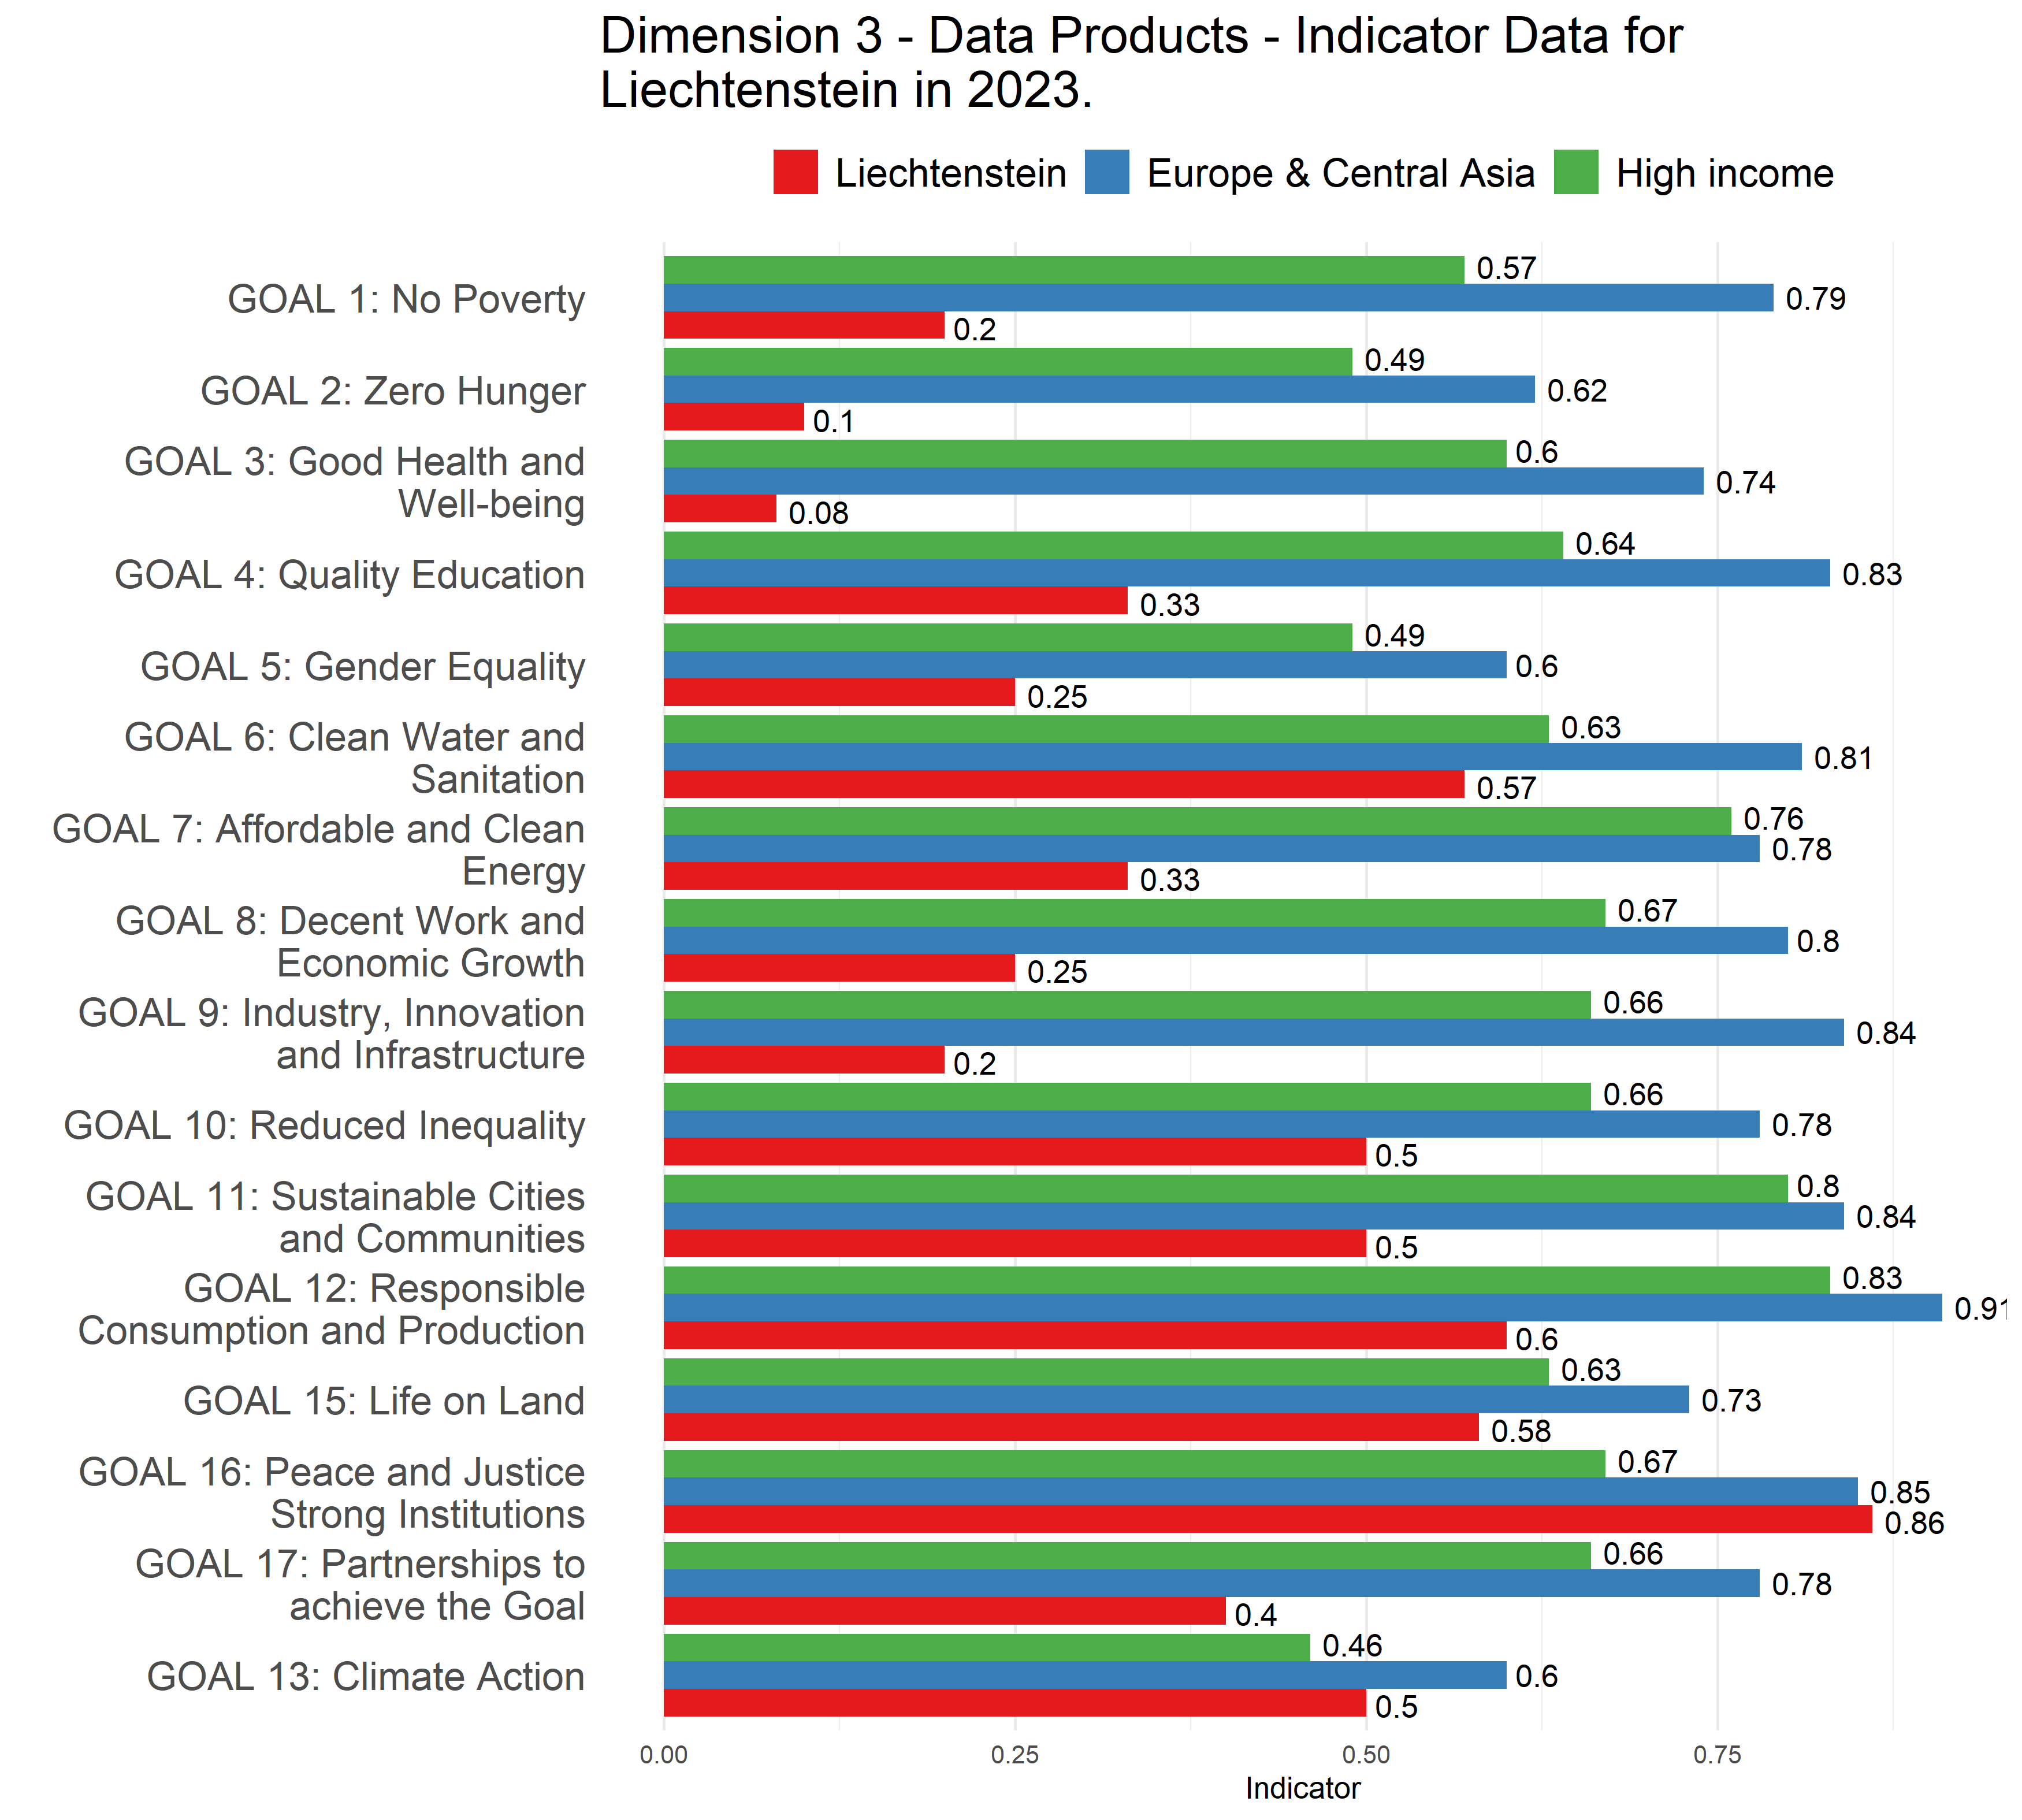 Dimension 3 - Data Products - Indicator Data for
Liechtenstein in 2023.
Liechtenstein Europe & Central Asia High income
GOAL 1: No Poverty
0.57
0.79
0.2
GOAL 2: Zero Hunger
0.49
0.62
0.1
GOAL 3: Good Health and
Well-being
0.6
0.74
0.08
GOAL 4: Quality Education
0.64
0.83
0.33
GOAL 5: Gender Equality
0.49
0.6
0.25
GOAL 6: Clean Water and
Sanitation
0.63
0.81
0.57
GOAL 7: Affordable and Clean
Energy
0.76
0.78
0.33
GOAL 8: Decent Work and
Economic Growth
0.67
0.8
0.25
GOAL 9: Industry, Innovation
and Infrastructure
0.66
0.84
0.2
GOAL 10: Reduced Inequality
0.66
0.78
0.5
GOAL 11: Sustainable Cities
and Communities
0.8
0.84
0.5
GOAL 12: Responsible
Consumption and Production
0.83
0.91
0.6
GOAL 15: Life on Land
0.63
0.73
0.58
GOAL 16: Peace and Justice
Strong Institutions
0.67
0.85
0.86
GOAL 17: Partnerships to
achieve the Goal
0.66
0.78
0.4
GOAL 13: Climate Action
0.46
0.6
0.5
0.00 0.25 0.50 0.75
Indicator